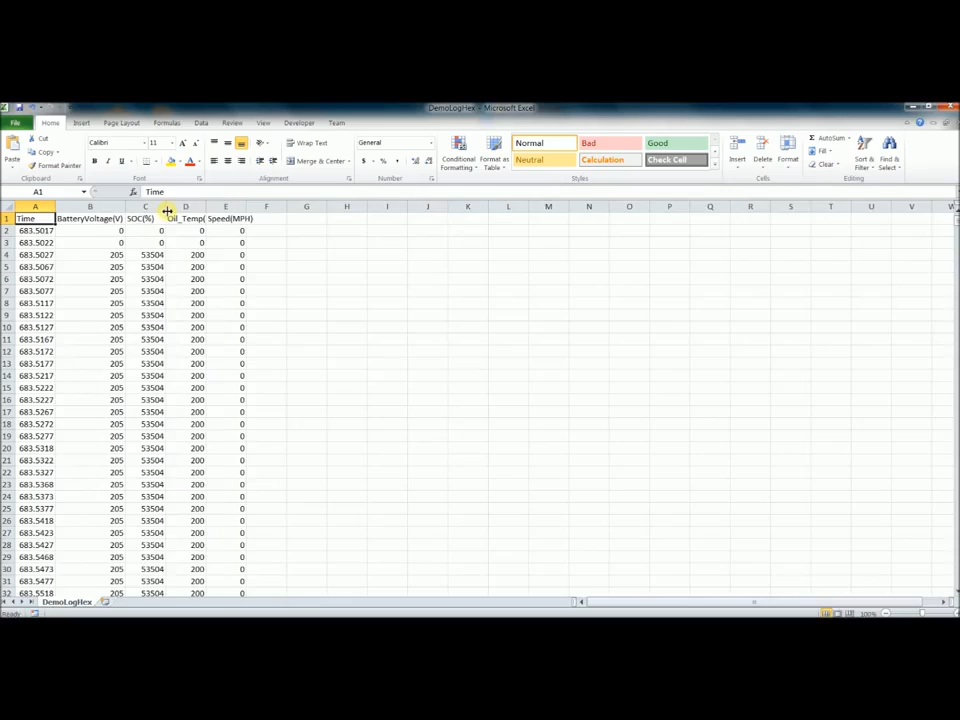 DemoLogHex - Microsoft Excel
File Home Insert Page Layout Formulas Data Review View Developer Team
Cut Calibri 11 Wrap Text General Normal Bad Good AutoSum
Copy Fill
Paste Format Painter B I U Merge & Center $ % , Conditional Formatting Format as Table Neutral Calculation Check Cell Insert Delete Format Clear Sort & Filter Find & Select
Clipboard Font Alignment Number Styles Cells Editing
A1 fx Time
A B C D E F G H I J K L M N O P Q R S T U V W
1 Time BatteryVoltage(V) SOC(%) Oil_Temp( Speed(MPH)
2 683.5017 0 0 0 0
3 683.5022 0 0 0 0
4 683.5027 205 53504 200 0
5 683.5067 205 53504 200 0
6 683.5072 205 53504 200 0
7 683.5077 205 53504 200 0
8 683.5117 205 53504 200 0
9 683.5122 205 53504 200 0
10 683.5127 205 53504 200 0
11 683.5167 205 53504 200 0
12 683.5172 205 53504 200 0
13 683.5177 205 53504 200 0
14 683.5217 205 53504 200 0
15 683.5222 205 53504 200 0
16 683.5227 205 53504 200 0
17 683.5267 205 53504 200 0
18 683.5272 205 53504 200 0
19 683.5277 205 53504 200 0
20 683.5318 205 53504 200 0
21 683.5322 205 53504 200 0
22 683.5327 205 53504 200 0
23 683.5368 205 53504 200 0
24 683.5373 205 53504 200 0
25 683.5377 205 53504 200 0
26 683.5418 205 53504 200 0
27 683.5423 205 53504 200 0
28 683.5427 205 53504 200 0
29 683.5468 205 53504 200 0
30 683.5473 205 53504 200 0
31 683.5477 205 53504 200 0
32 683.5518 205 53504 200 0
DemoLogHex
Ready 100%